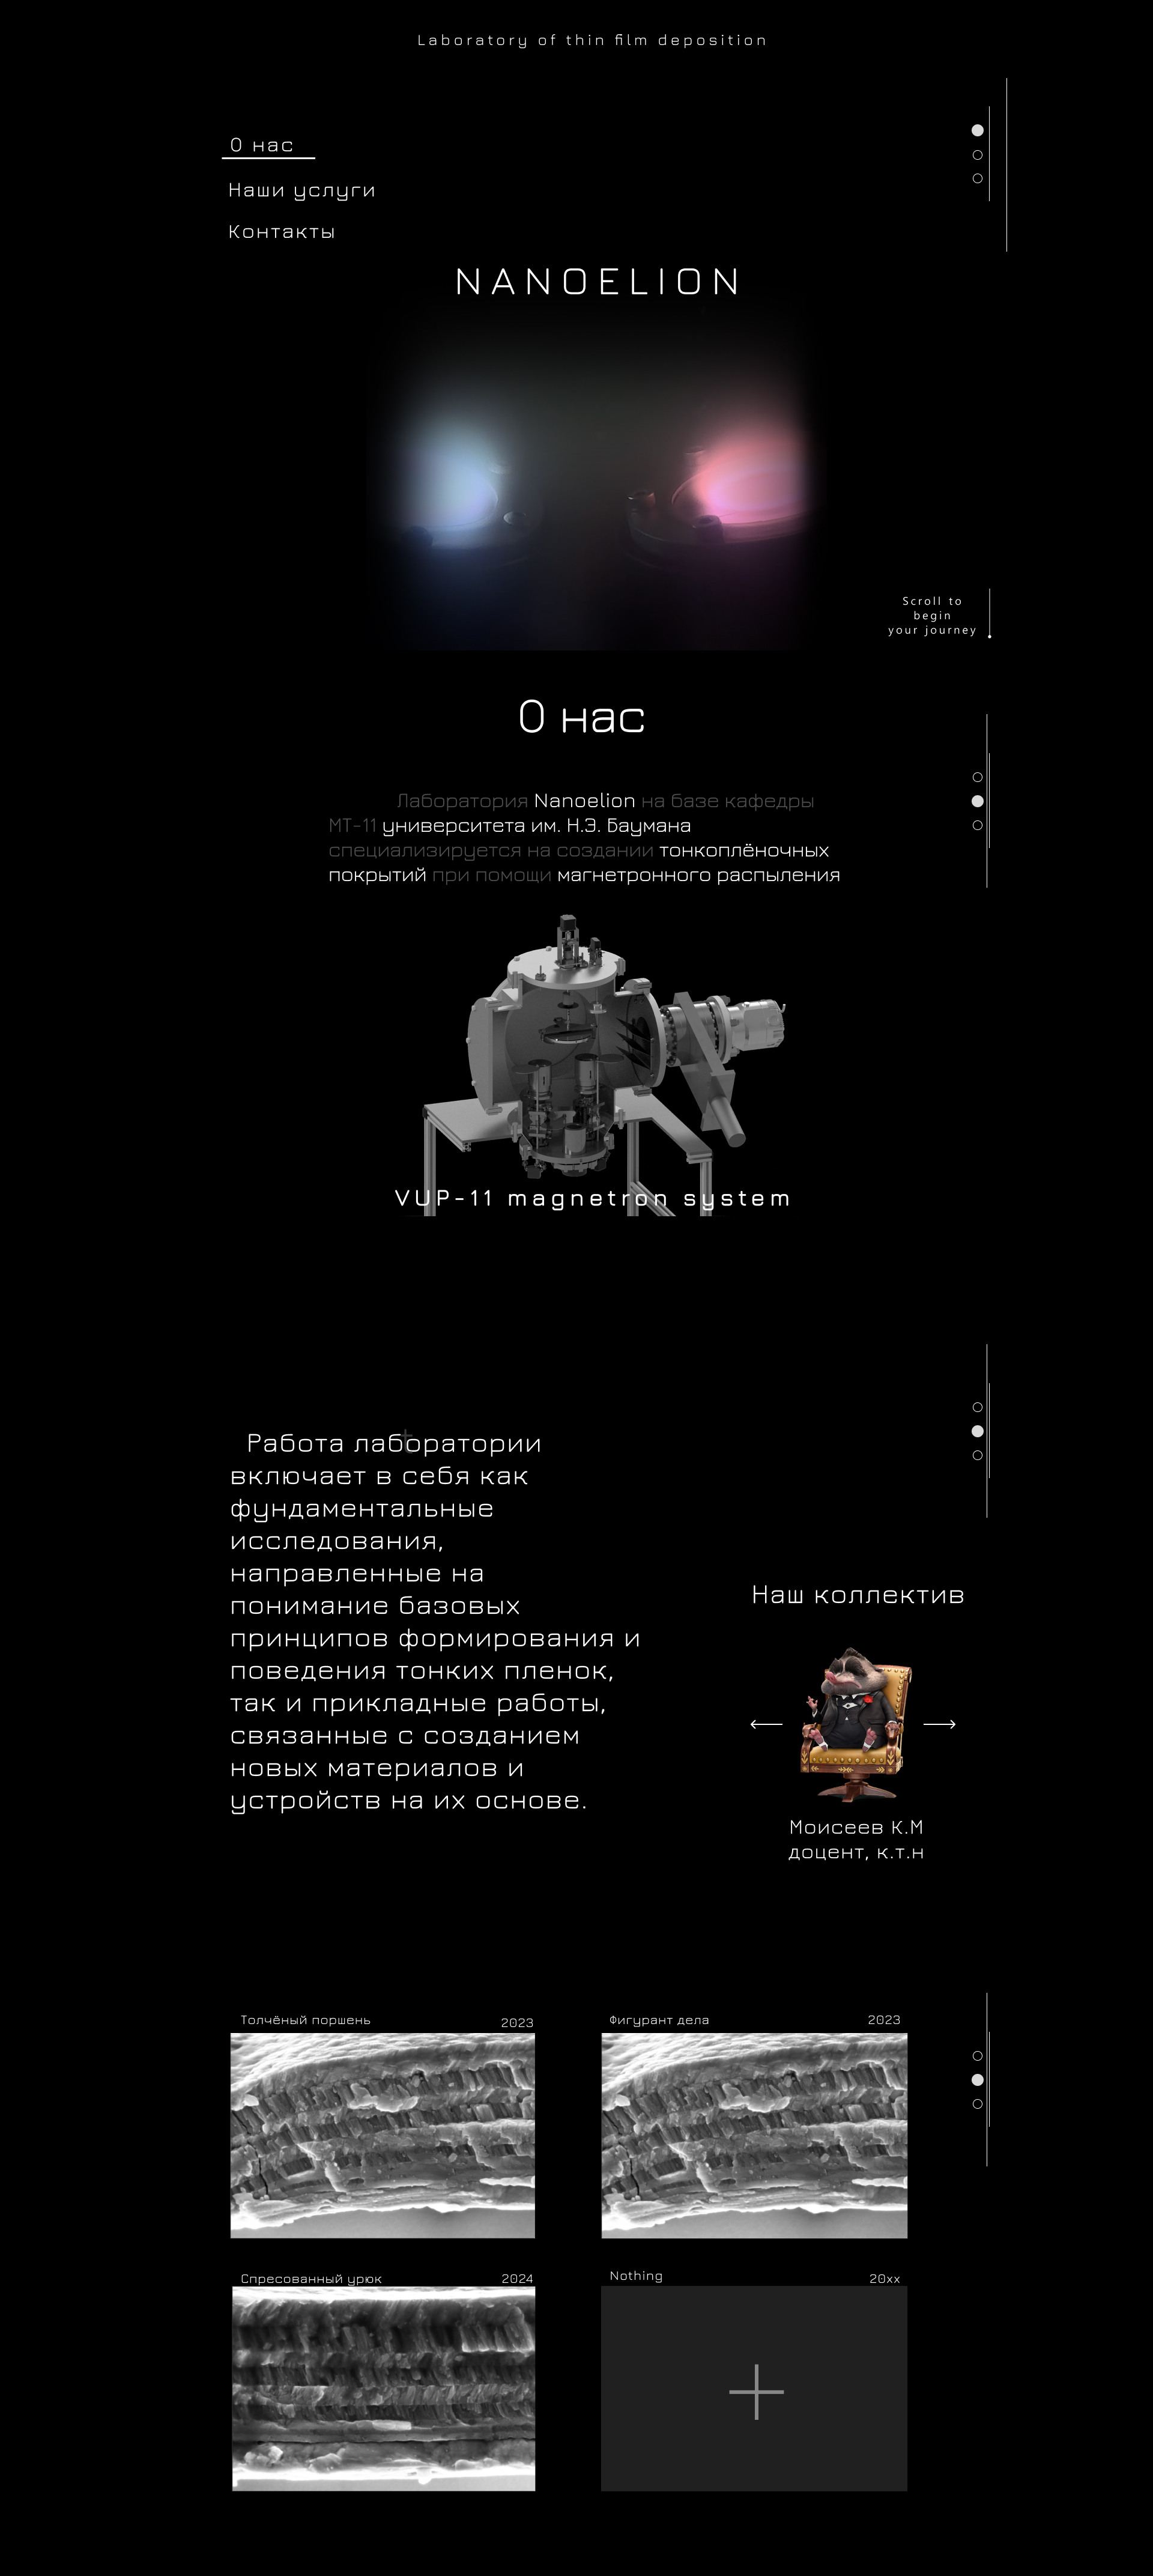 Laboratory of thin film deposition
О нас
Наши услуги
Контакты
NANOELION
Scroll to
begin
your journey
О нас
Лаборатория Nanoelion на базе кафедры
МТ-11 университета им. Н.Э. Баумана
специализируется на создании тонкоплёночных
покрытий при помощи магнетронного распыления
VUP-11 magnetron system
Работа лаборатории
включает в себя как
фундаментальные
исследования,
направленные на
понимание базовых
принципов формирования и
поведения тонких пленок,
так и прикладные работы,
связанные с созданием
новых материалов и
устройств на их основе.
Наш коллектив
Моисеев К.М
доцент, к.т.н
Толчёный поршень 2023
Фигурант дела 2023
Спресованный урюк 2024
Nothing 20xx